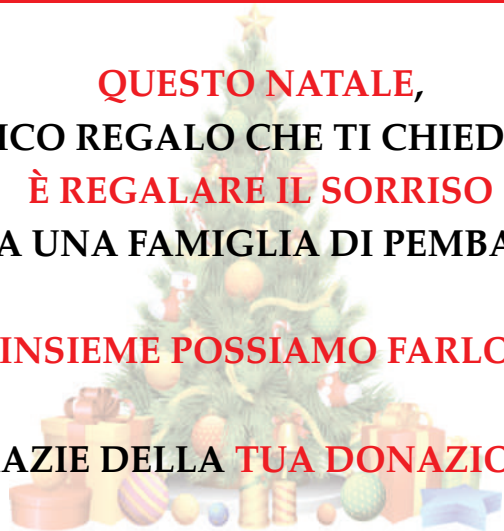 QUESTO NATALE,
ICO REGALO CHE TI CHIED
È REGALARE IL SORRISO
A UNA FAMIGLIA DI PEMBA
INSIEME POSSIAMO FARLO
AZIE DELLA TUA DONAZIO